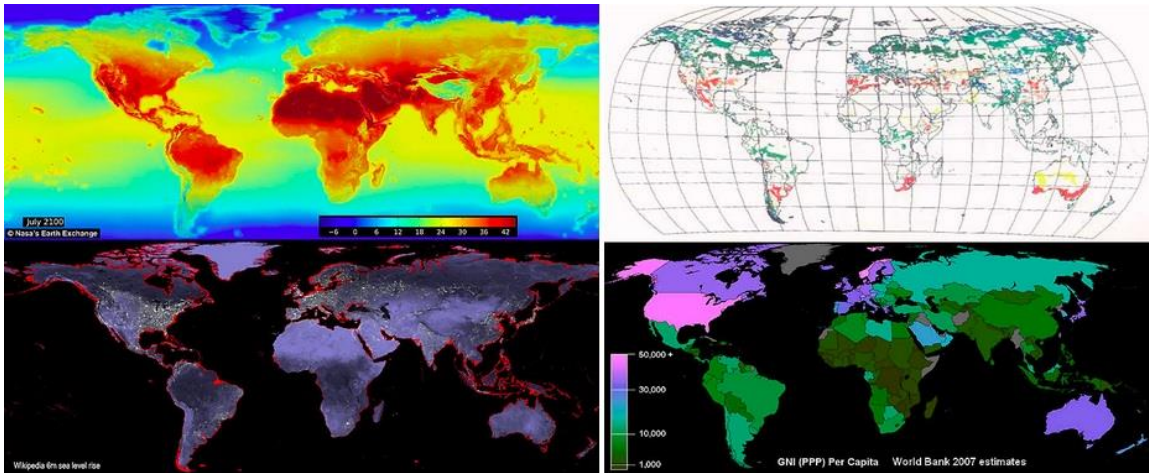 July 2100
© Nasa's Earth Exchange
-6 0 6 12 18 24 30 36 42
Wikipedia 6m sea level rise
50,000 +
30,000
10,000
1,000
GNI (PPP) Per Capita World Bank 2007 estimates